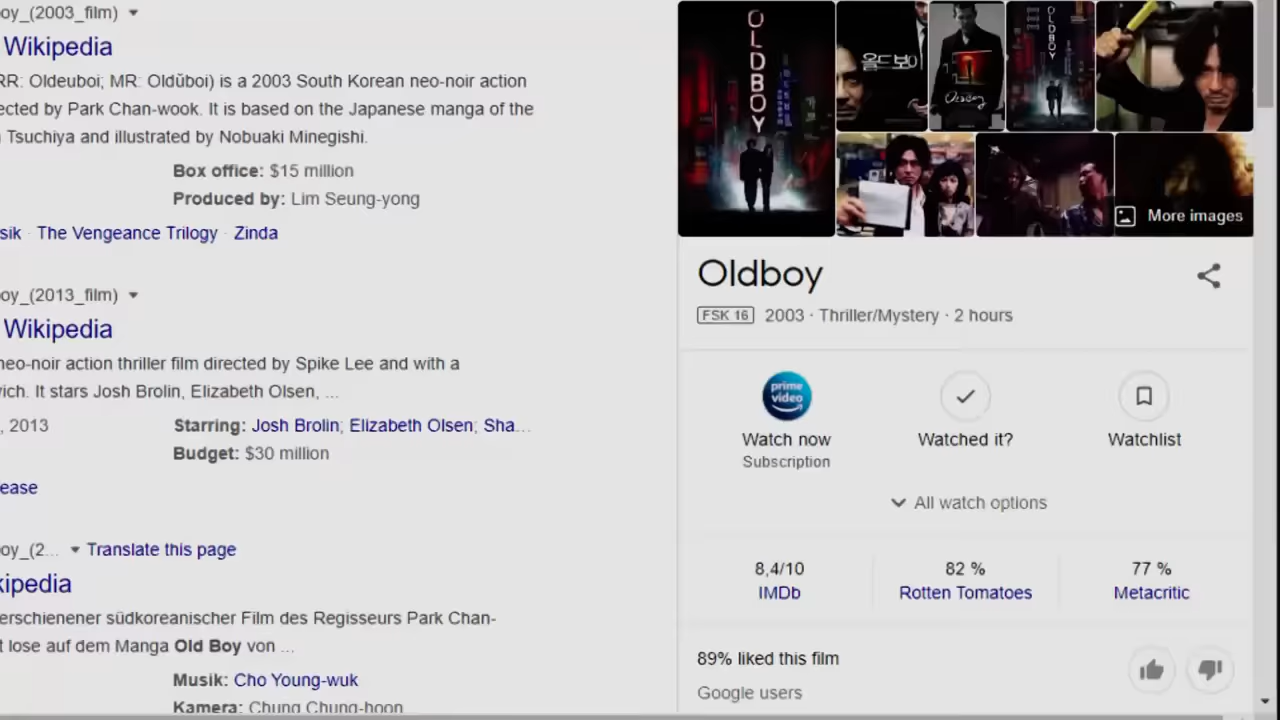 oy_(2003_film)
Wikipedia
RR: Oldeuboi; MR: Oldŭboi) is a 2003 South Korean neo-noir action
ected by Park Chan-wook. It is based on the Japanese manga of the
Tsuchiya and illustrated by Nobuaki Minegishi.
Box office: $15 million
Produced by: Lim Seung-yong
sik · The Vengeance Trilogy · Zinda
oy_(2013_film)
Wikipedia
neo-noir action thriller film directed by Spike Lee and with a
ich. It stars Josh Brolin, Elizabeth Olsen, ...
, 2013
Starring: Josh Brolin; Elizabeth Olsen; Sha...
Budget: $30 million
ease
oy_(2... Translate this page
kipedia
erschienener südkoreanischer Film des Regisseurs Park Chan-
t lose auf dem Manga Old Boy von ...
Musik: Cho Young-wuk
Kamera: Chung Chung-hoon
OLDBOY
올드보이
Oldboy
OLDBOY
More images
Oldboy
FSK 16 2003 · Thriller/Mystery · 2 hours
prime video
Watch now
Subscription
Watched it?
Watchlist
All watch options
8,4/10
IMDb
82 %
Rotten Tomatoes
77 %
Metacritic
89% liked this film
Google users